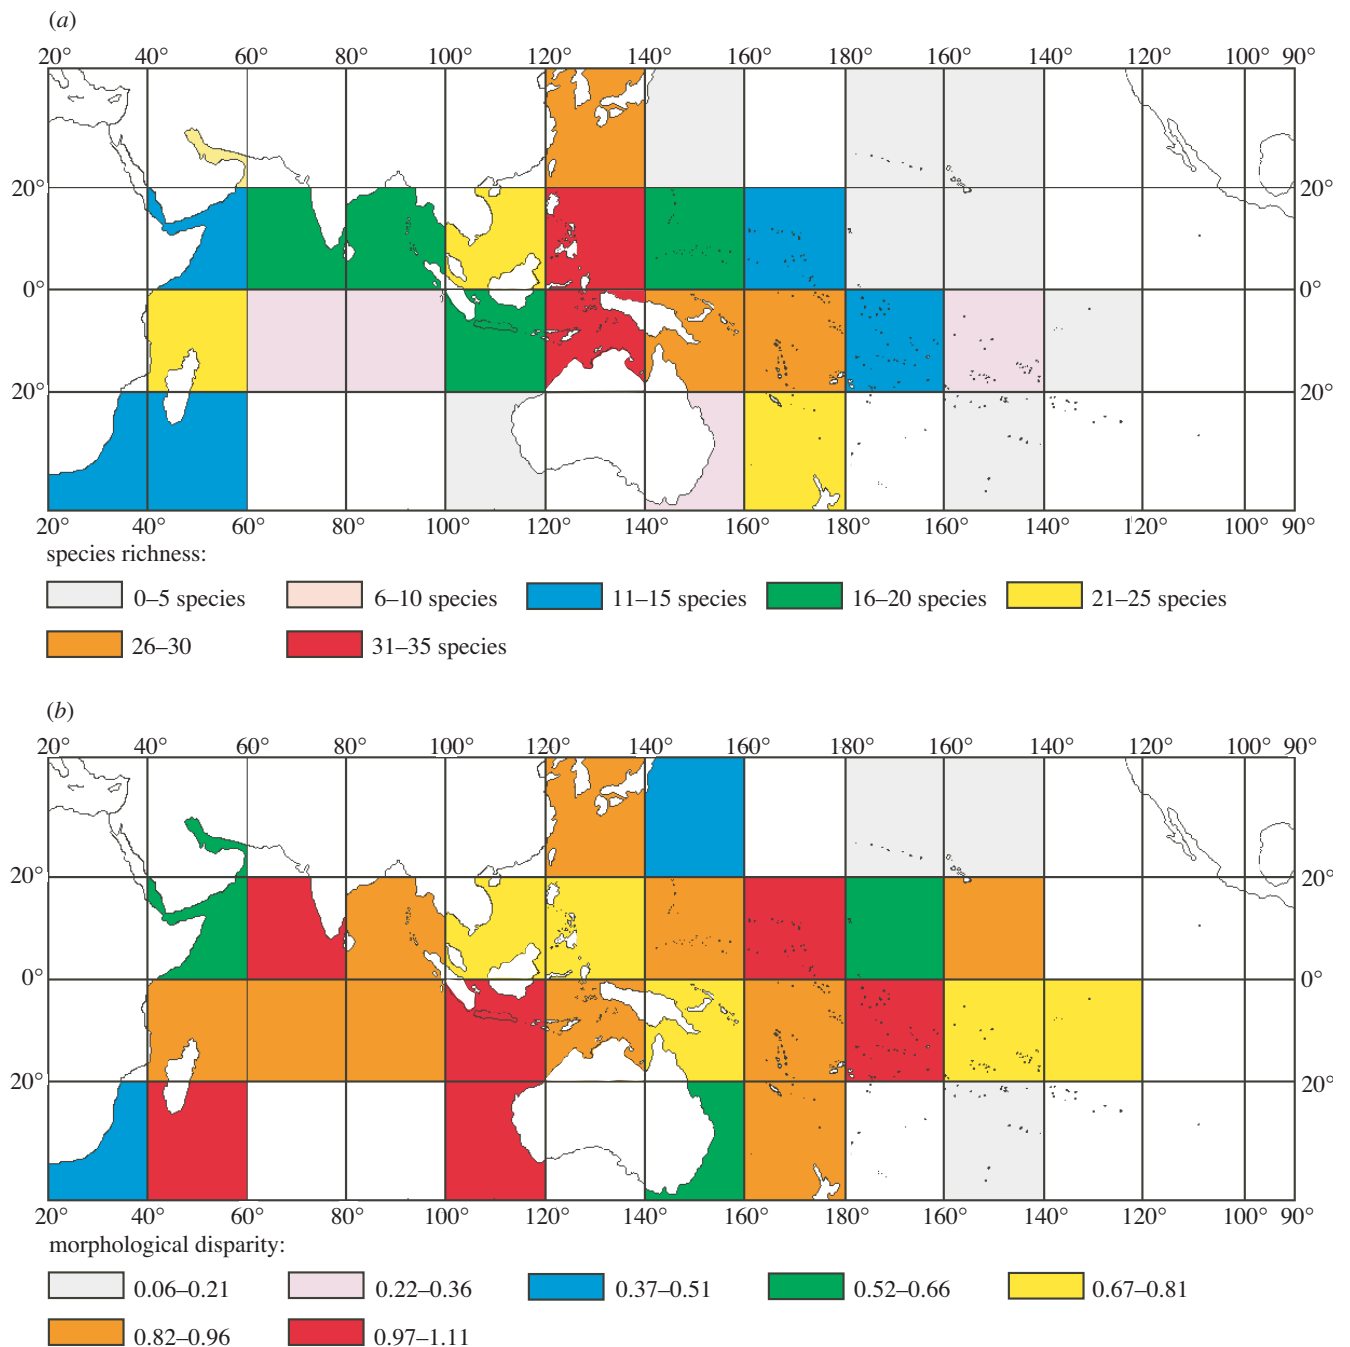 (a)
20° 40° 60° 80° 100° 120° 140° 160° 180° 160° 140° 120° 100° 90°
20° 20°
0° 0°
20° 20°
20° 40° 60° 80° 100° 120° 140° 160° 180° 160° 140° 120° 100° 90°
species richness:
0–5 species 6–10 species 11–15 species 16–20 species 21–25 species
26–30 31–35 species
(b)
20° 40° 60° 80° 100° 120° 140° 160° 180° 160° 140° 120° 100° 90°
20° 20°
0° 0°
20° 20°
20° 40° 60° 80° 100° 120° 140° 160° 180° 160° 140° 120° 100° 90°
morphological disparity:
0.06–0.21 0.22–0.36 0.37–0.51 0.52–0.66 0.67–0.81
0.82–0.96 0.97–1.11